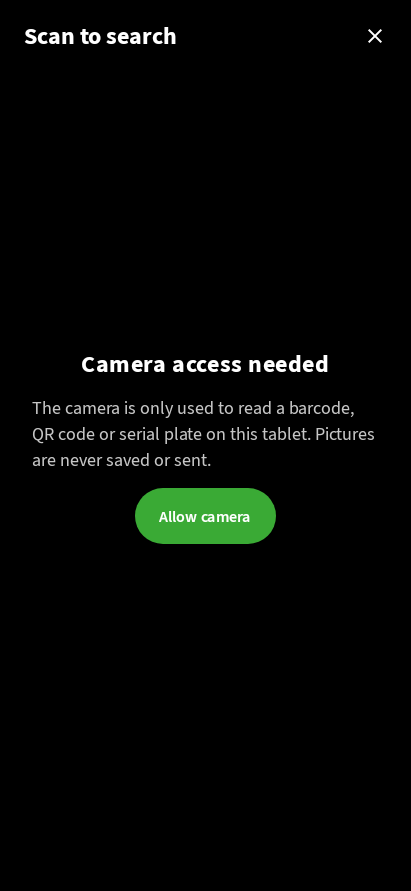 Scan to search
Camera access needed
The camera is only used to read a barcode,
QR code or serial plate on this tablet. Pictures
are never saved or sent.
Allow camera